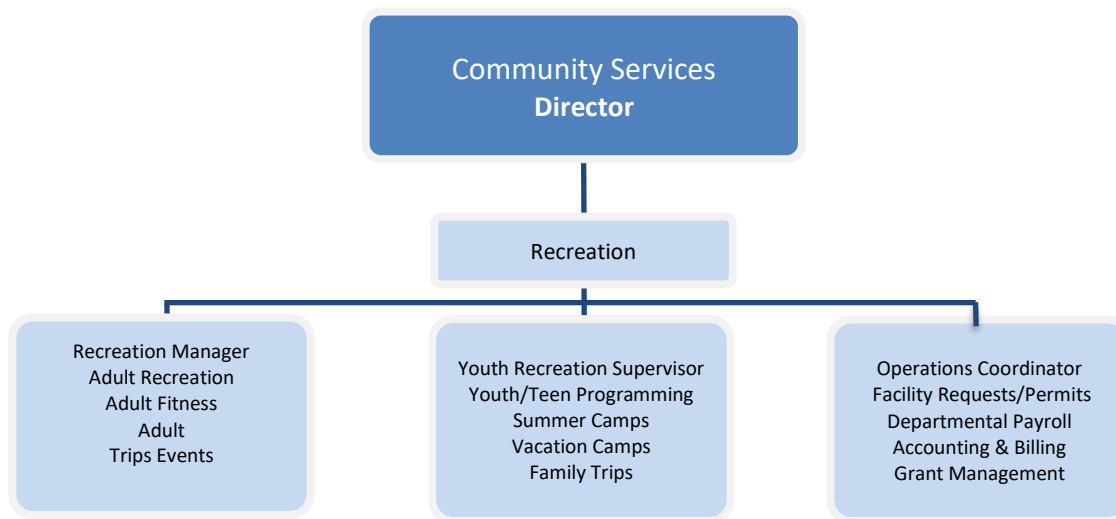 Community Services
Director
Recreation
Recreation Manager
Adult Recreation
Adult Fitness
Adult
Trips Events
Youth Recreation Supervisor
Youth/Teen Programming
Summer Camps
Vacation Camps
Family Trips
Operations Coordinator
Facility Requests/Permits
Departmental Payroll
Accounting & Billing
Grant Management